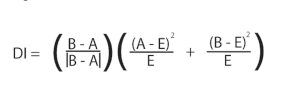 DI = ( (B - A) / |B - A| ) ( (A - E)² / E + (B - E)² / E )